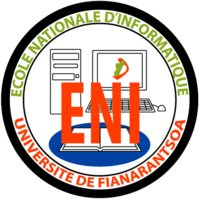 ECOLE NATIONALE D'INFORMATIQUE
ENI
UNIVERSITE DE FIANARANTSOA